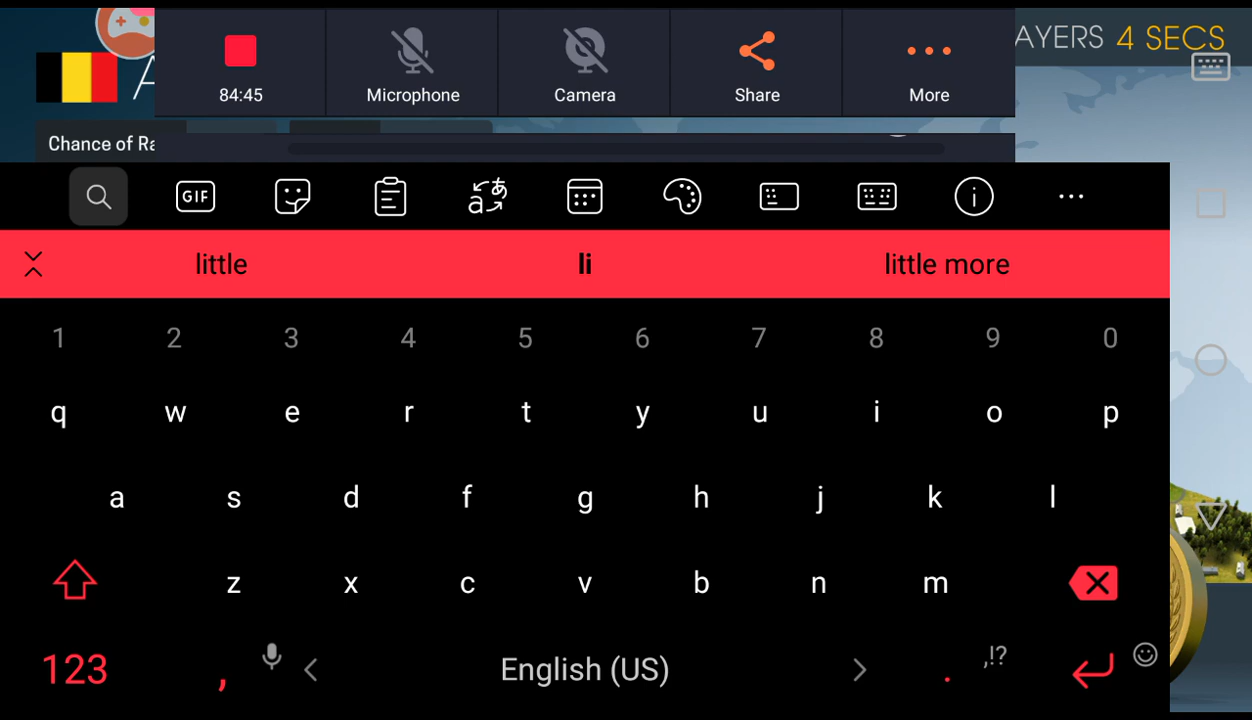 AYERS 4 SECS
A
84:45 Microphone Camera Share More
Chance of Ra
GIF
little li little more
1 2 3 4 5 6 7 8 9 0
q w e r t y u i o p
a s d f g h j k l
z x c v b n m
123 , < English (US) > . ,!?